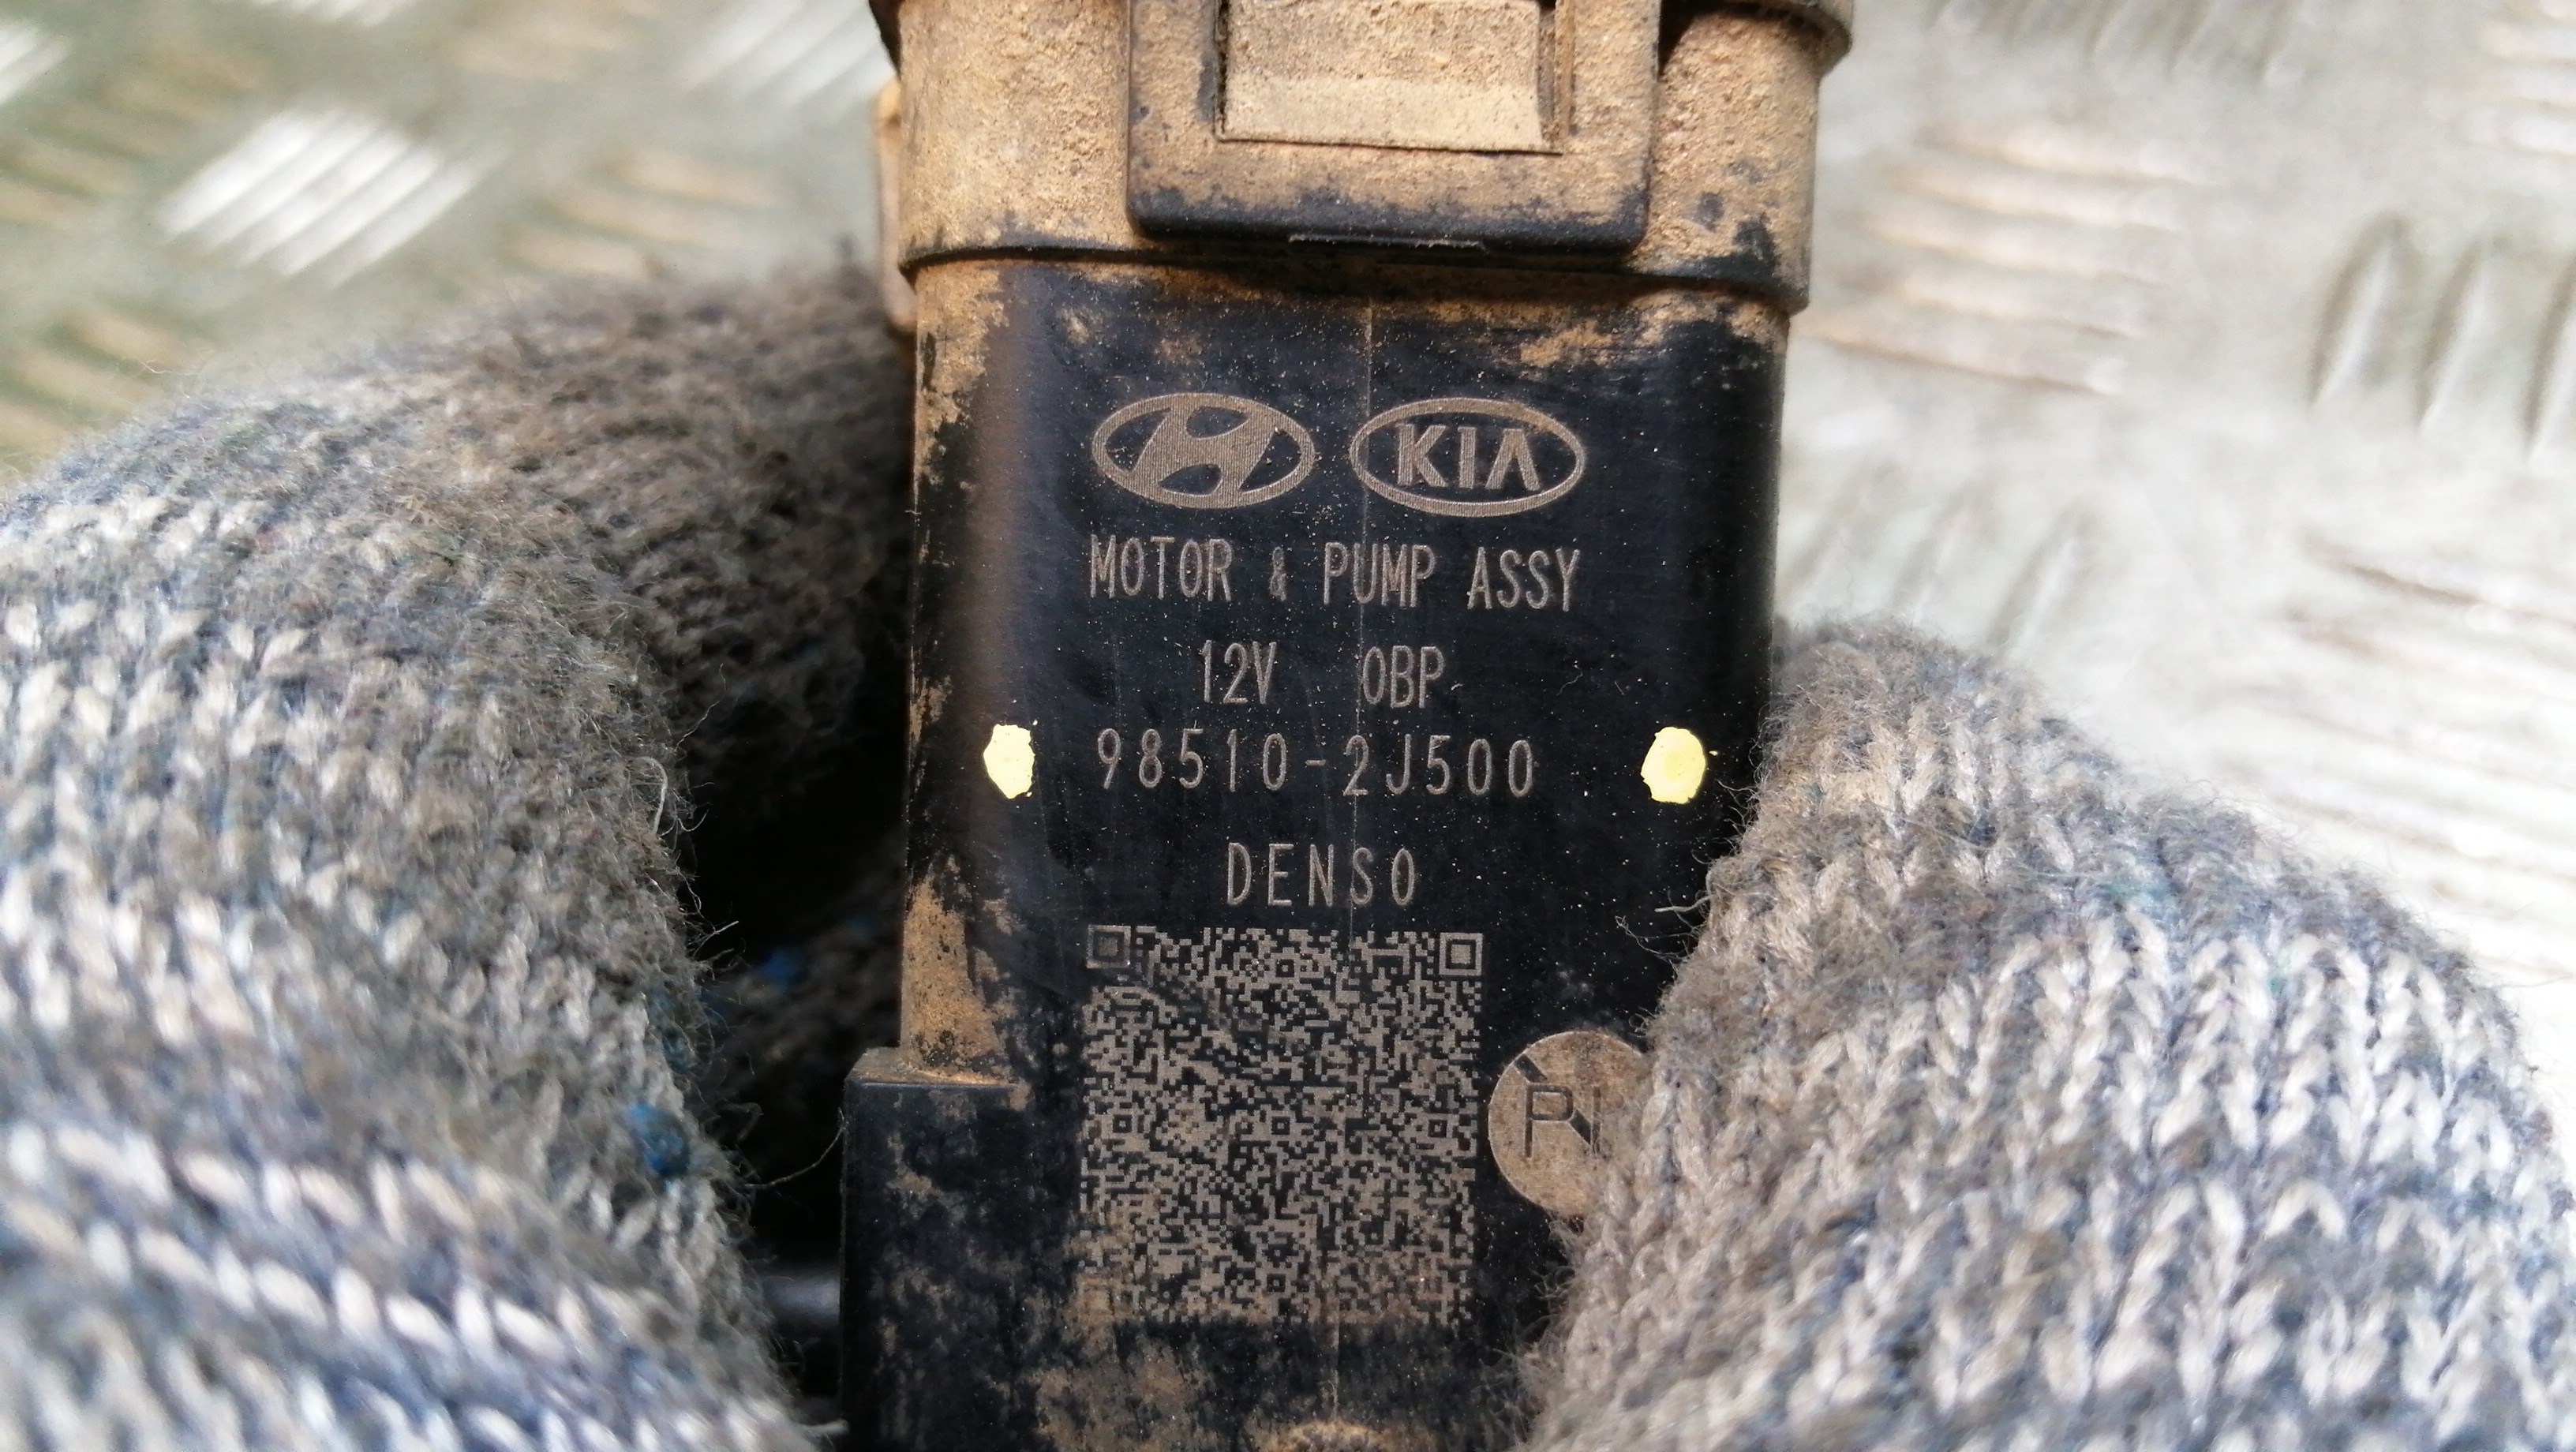 KIA
MOTOR & PUMP ASSY
12V OBP
98510-2J500
DENSO